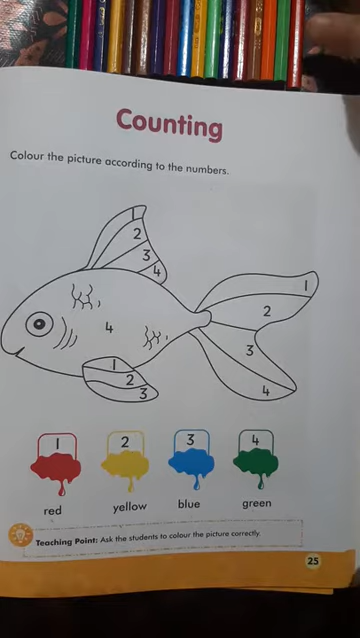 Counting
Colour the picture according to the numbers.
1
2
3
4
1
2
3
4
4
1
2
3
1 2 3 4
red yellow blue green
Teaching Point: Ask the students to colour the picture correctly.
25